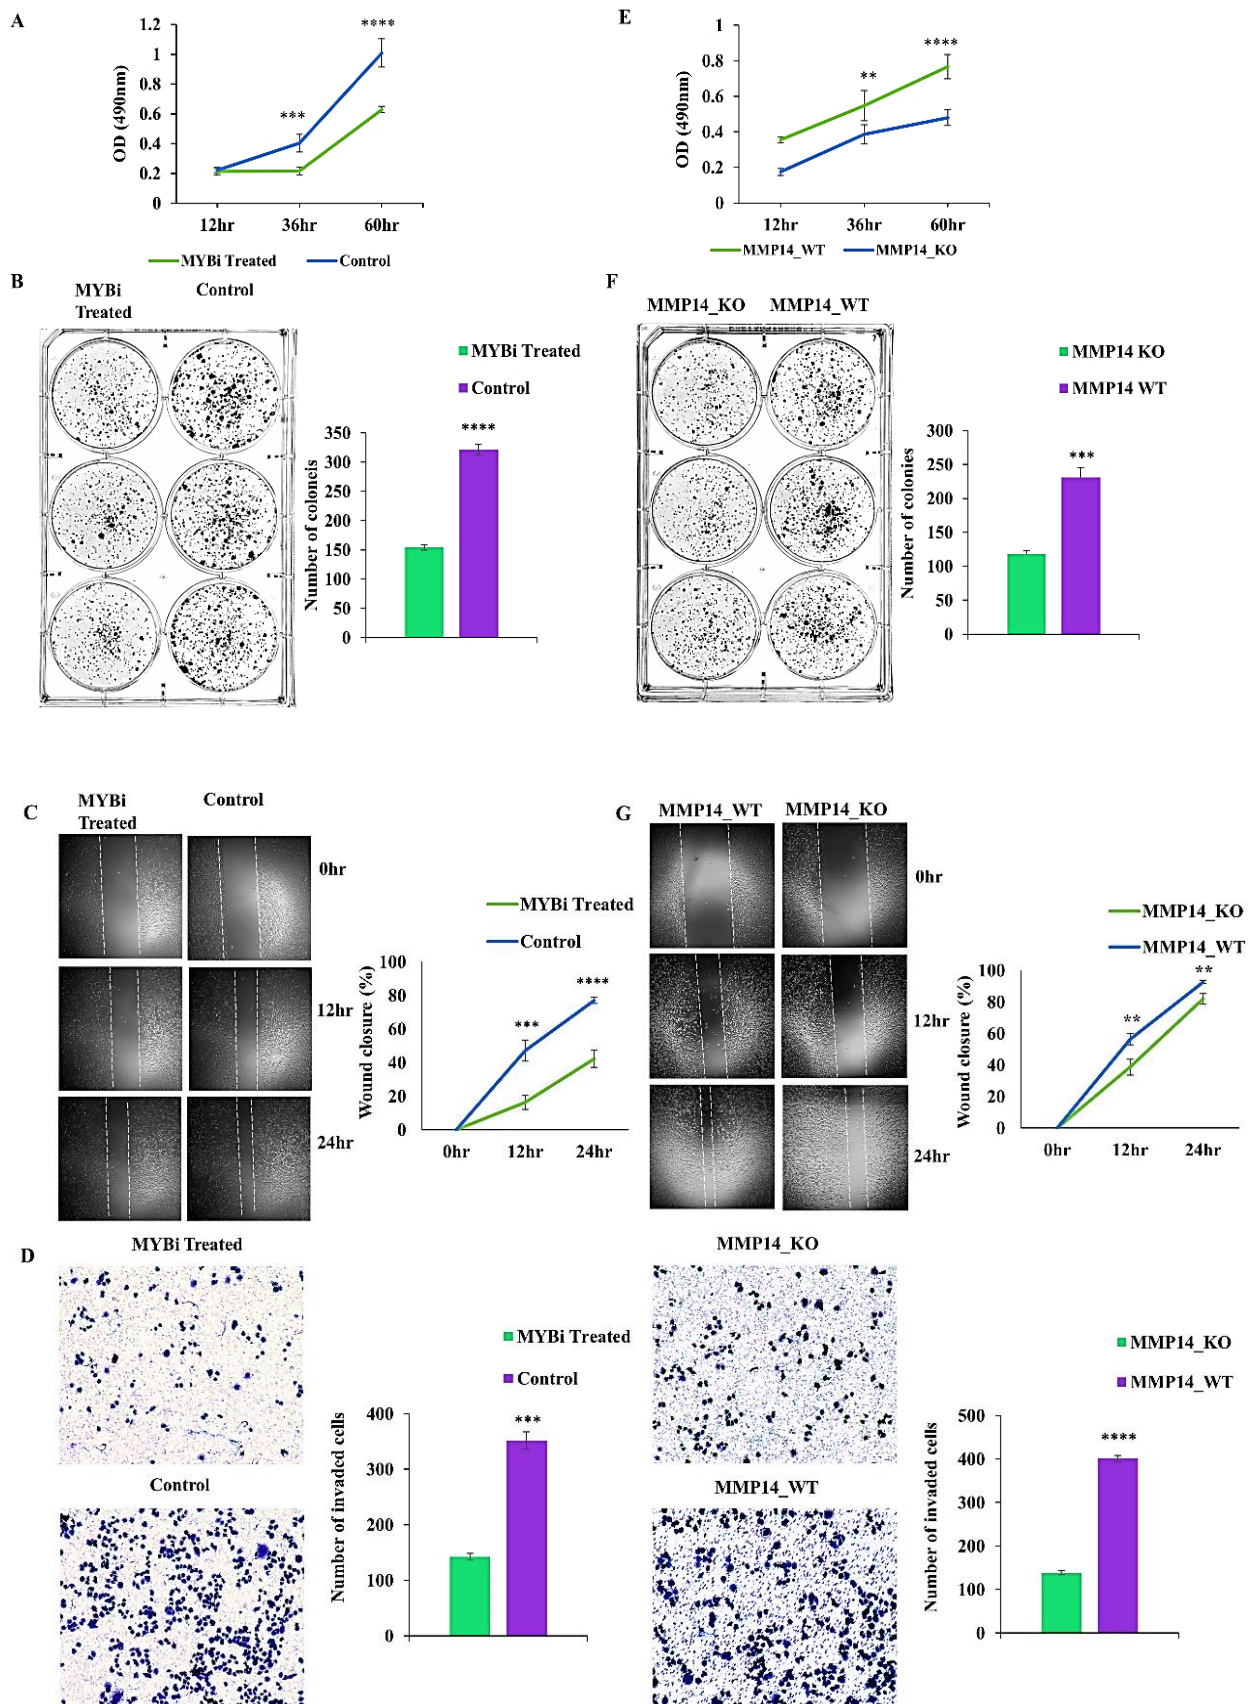 A
1.2
1
0.8
0.6
0.4
0.2
0
OD (490nm)
***
****
12hr
36hr
60hr
MYBi Treated
Control
E
1
0.8
0.6
0.4
0.2
0
OD (490nm)
**
****
12hr
36hr
60hr
MMP14_WT
MMP14_KO
B
MYBi
Treated
Control
MYBi Treated
Control
350
300
250
200
150
100
50
0
Number of coloneis
****
F
MMP14_KO
MMP14_WT
MMP14 KO
MMP14 WT
300
250
200
150
100
50
0
Number of colonies
***
C
MYBi
Treated
Control
0hr
12hr
24hr
MYBi Treated
Control
100
80
60
40
20
0
Wound closure (%)
***
****
0hr
12hr
24hr
G
MMP14_WT
MMP14_KO
0hr
12hr
24hr
MMP14_KO
MMP14_WT
100
80
60
40
20
0
Wound closure (%)
**
**
0hr
12hr
24hr
D
MYBi Treated
Control
MYBi Treated
Control
400
300
200
100
0
Number of invaded cells
***
MMP14_KO
MMP14_WT
MMP14_KO
MMP14_WT
500
400
300
200
100
0
Number of invaded cells
****